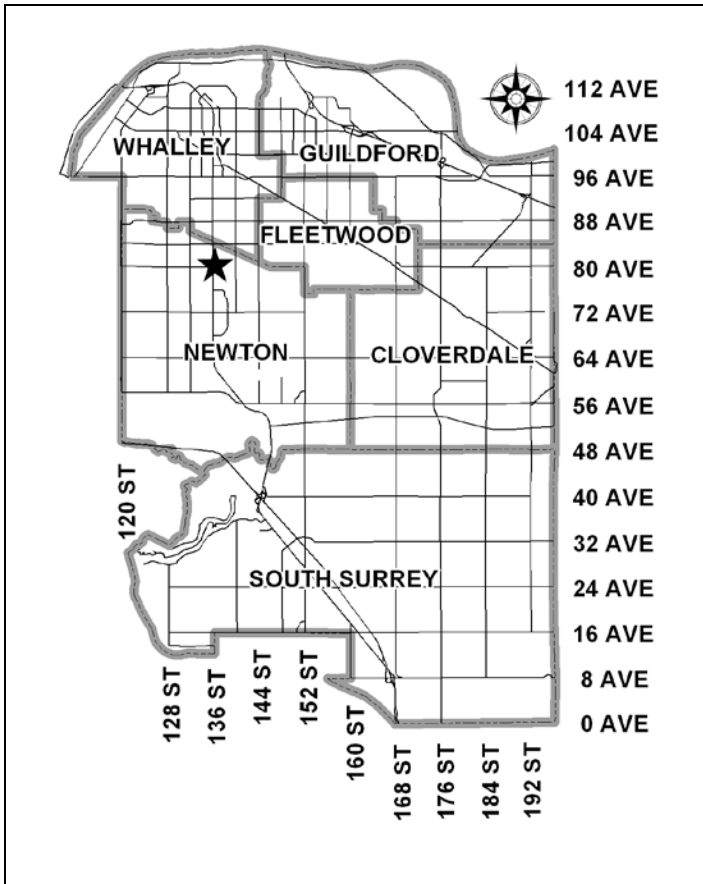 112 AVE
104 AVE
WHALLEY
GUILDFORD
96 AVE
88 AVE
FLEETWOOD
80 AVE
72 AVE
NEWTON
CLOVERDALE
64 AVE
56 AVE
48 AVE
120 ST
40 AVE
32 AVE
SOUTH SURREY
24 AVE
16 AVE
8 AVE
0 AVE
128 ST
136 ST
144 ST
152 ST
160 ST
168 ST
176 ST
184 ST
192 ST